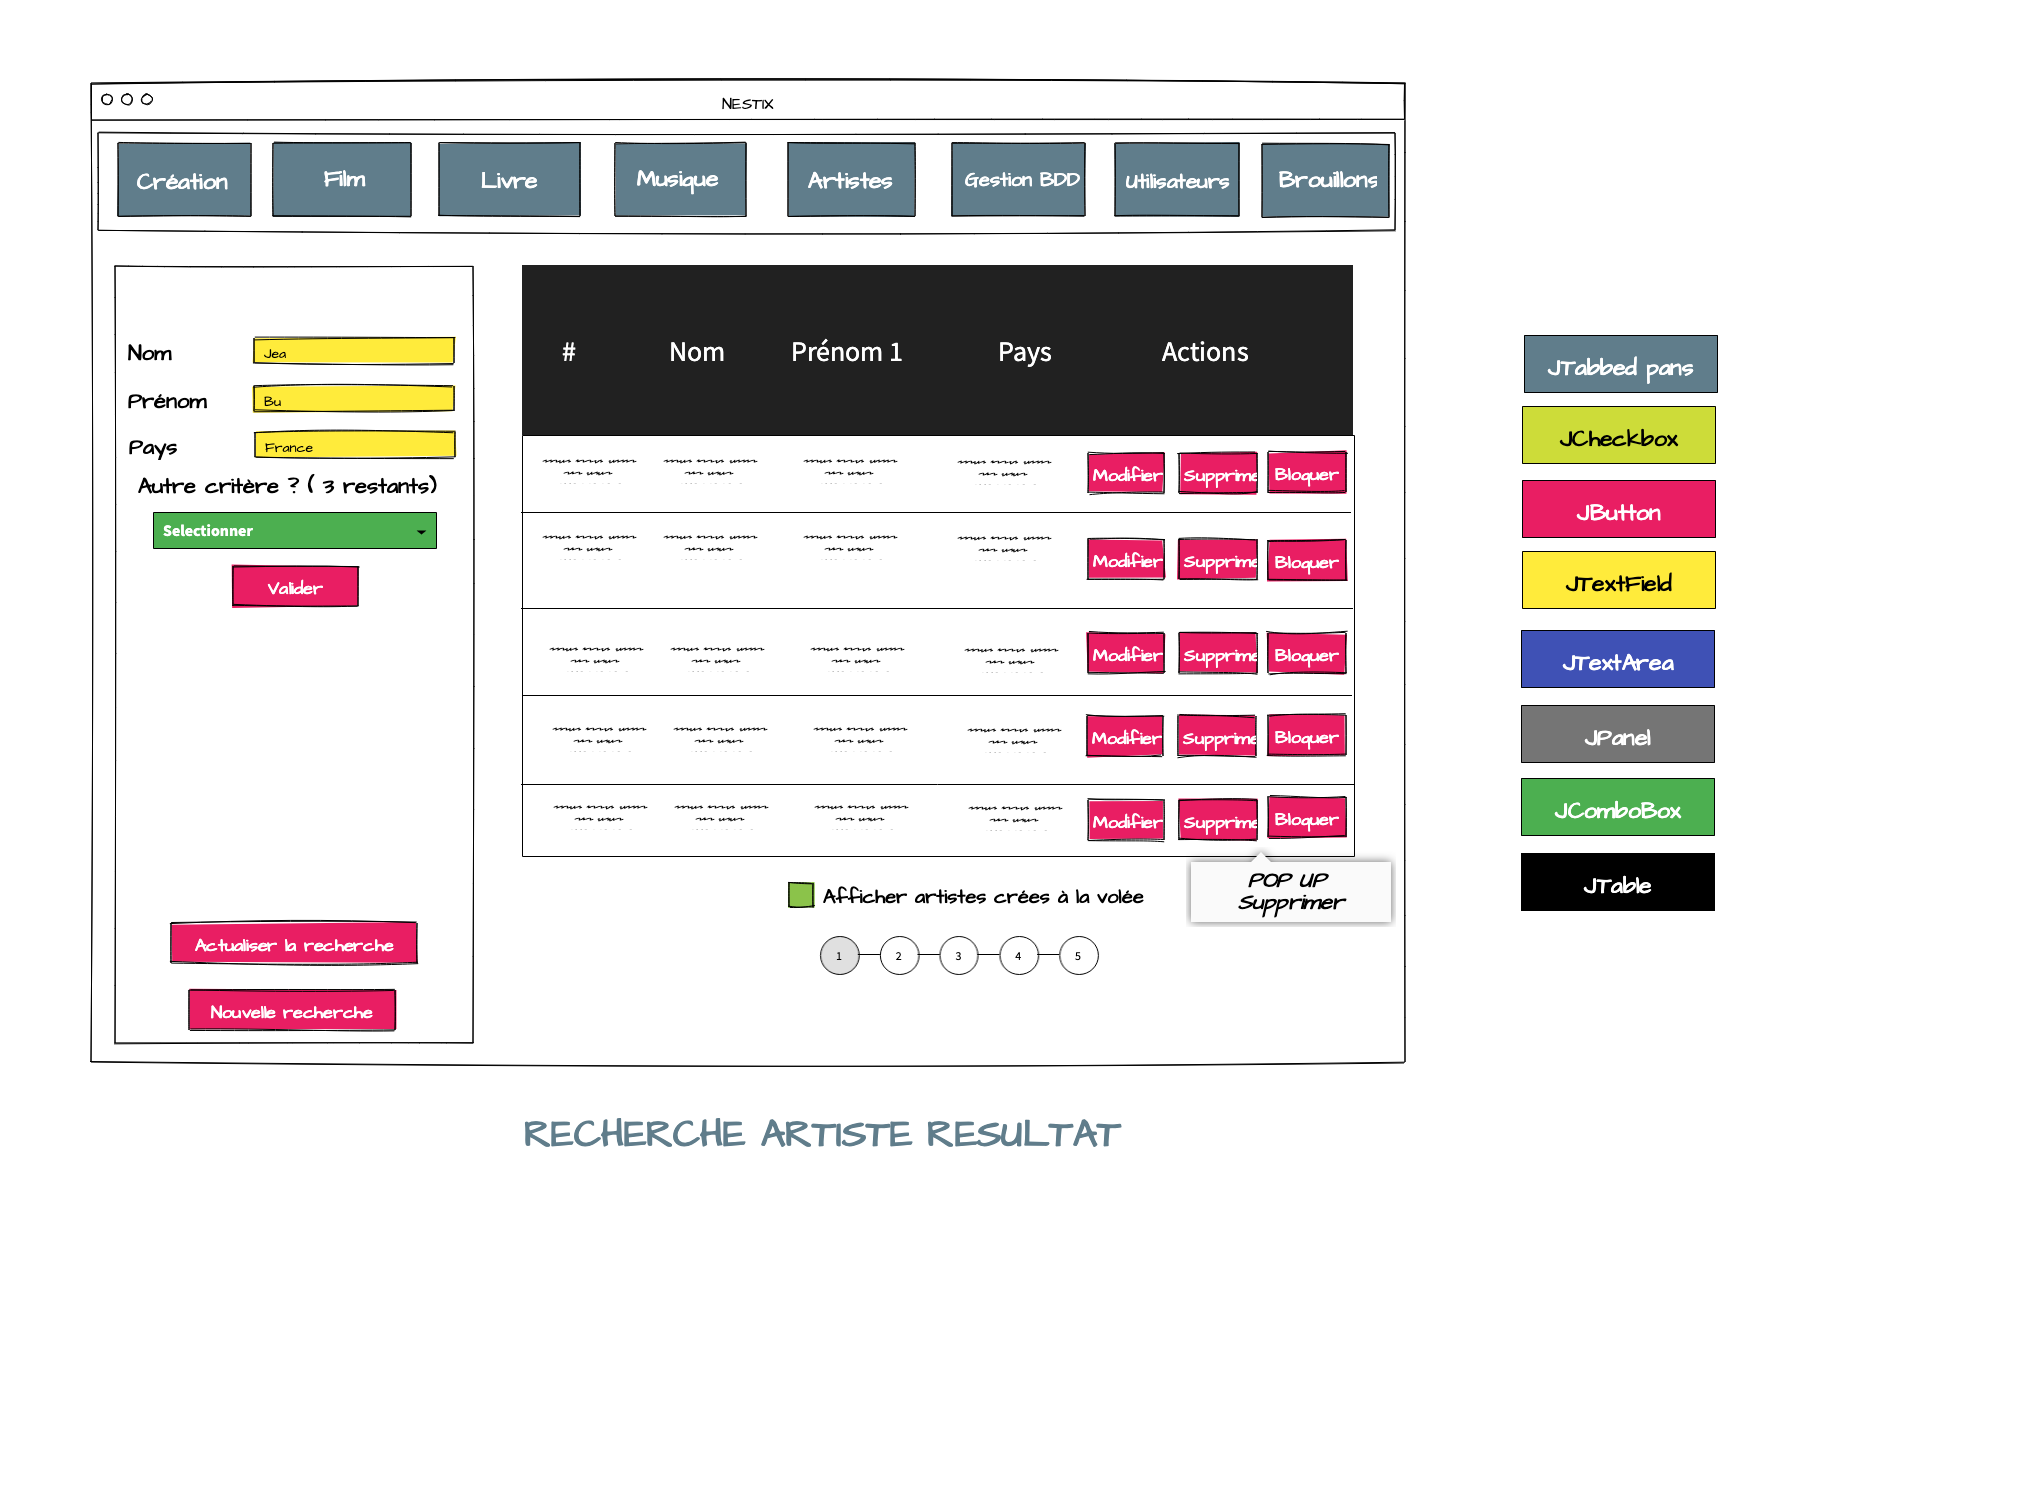 NESTIX
Création Film Livre Musique Artistes Gestion BDD Utilisateurs Brouillons
Nom Jea
Prénom Bu
Pays France
Autre critère ? ( 3 restants)
Selectionner
Valider
Actualiser la recherche
Nouvelle recherche
# Nom Prénom 1 Pays Actions
Modifier Supprime Bloquer
Modifier Supprime Bloquer
Modifier Supprime Bloquer
Modifier Supprime Bloquer
Modifier Supprime Bloquer
POP UP
Supprimer
Afficher artistes crées à la volée
1 2 3 4 5
JTabbed pans
JCheckbox
JButton
JTextField
JTextArea
JPanel
JComboBox
JTable
RECHERCHE ARTISTE RESULTAT